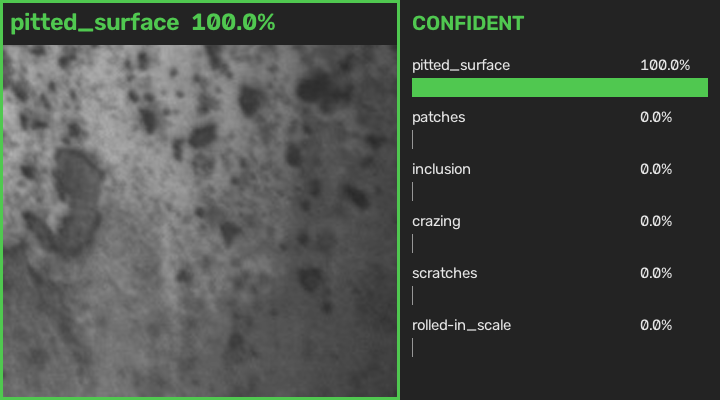 pitted_surface 100.0%
CONFIDENT
pitted_surface 100.0%
patches 0.0%
inclusion 0.0%
crazing 0.0%
scratches 0.0%
rolled-in_scale 0.0%